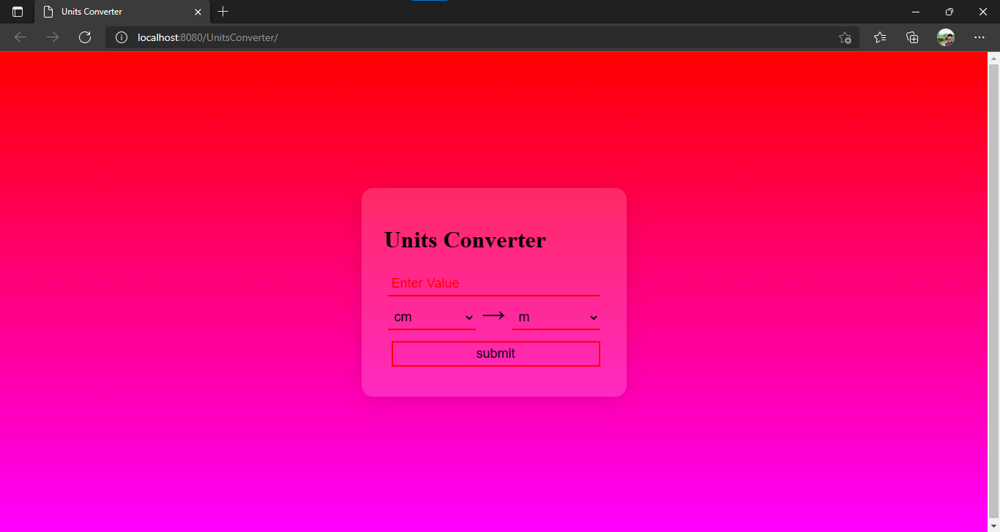 Units Converter
localhost:8080/UnitsConverter/
Units Converter
Enter Value
cm → m
submit